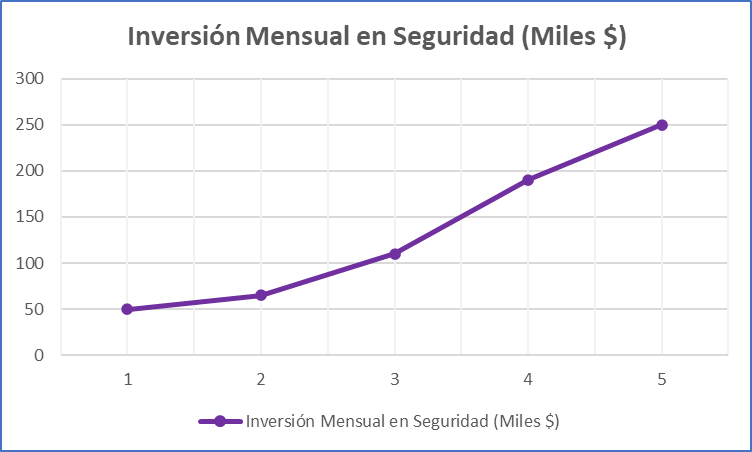 Inversión Mensual en Seguridad (Miles $)
300
250
200
150
100
50
0
1 2 3 4 5
Inversión Mensual en Seguridad (Miles $)